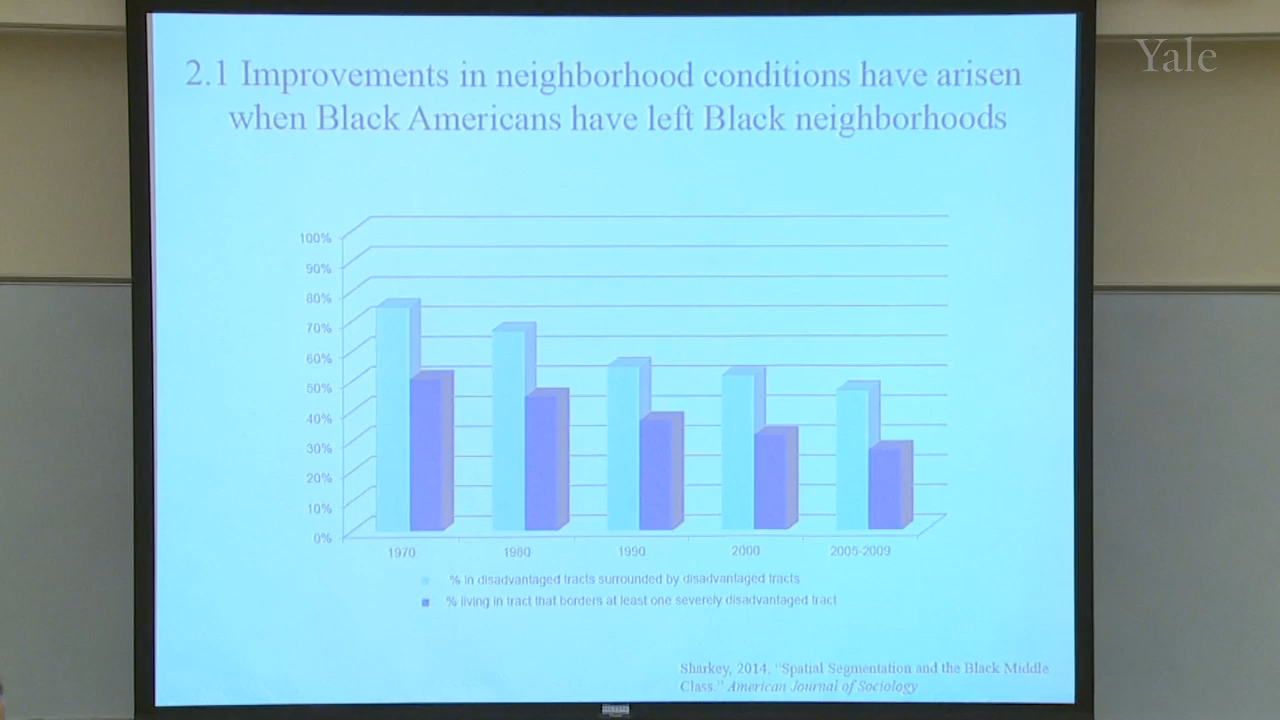 Yale
2.1 Improvements in neighborhood conditions have arisen
when Black Americans have left Black neighborhoods
100%
90%
80%
70%
60%
50%
40%
30%
20%
10%
0%
1970
1980
1990
2000
2005-2009
% in disadvantaged tracts surrounded by disadvantaged tracts
% living in tract that borders at least one severely disadvantaged tract
Sharkey, 2014. "Spatial Segmentation and the Black Middle
Class." American Journal of Sociology